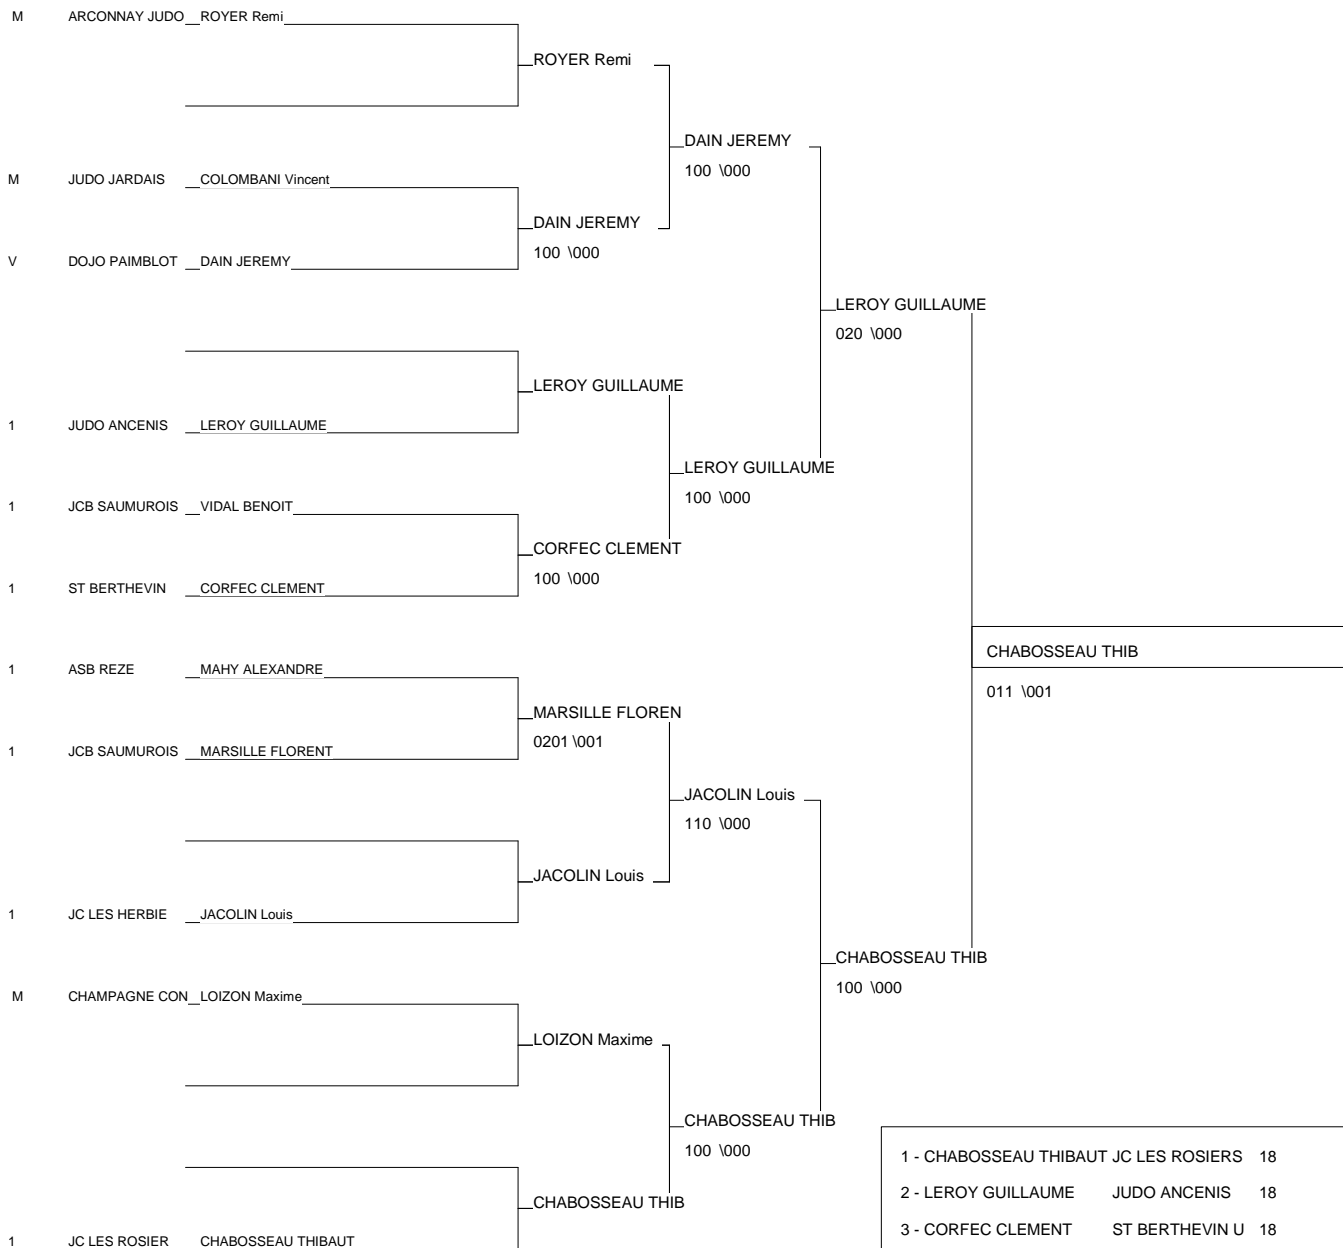 M ARCONNAY JUDO ROYER Remi
ROYER Remi
DAIN JEREMY
100 \000
M JUDO JARDAIS COLOMBANI Vincent
DAIN JEREMY
100 \000
V DOJO PAIMBLOT DAIN JEREMY
LEROY GUILLAUME
020 \000
LEROY GUILLAUME
1 JUDO ANCENIS LEROY GUILLAUME
LEROY GUILLAUME
100 \000
1 JCB SAUMUROIS VIDAL BENOIT
CORFEC CLEMENT
100 \000
1 ST BERTHEVIN CORFEC CLEMENT
CHABOSSEAU THIB
011 \001
1 ASB REZE MAHY ALEXANDRE
MARSILLE FLOREN
0201 \001
1 JCB SAUMUROIS MARSILLE FLORENT
JACOLIN Louis
110 \000
JACOLIN Louis
1 JC LES HERBIE JACOLIN Louis
CHABOSSEAU THIB
100 \000
M CHAMPAGNE CON LOIZON Maxime
LOIZON Maxime
CHABOSSEAU THIB
100 \000
CHABOSSEAU THIB
1 JC LES ROSIER CHABOSSEAU THIBAUT
1 - CHABOSSEAU THIBAUT JC LES ROSIERS 18
2 - LEROY GUILLAUME JUDO ANCENIS 18
3 - CORFEC CLEMENT ST BERTHEVIN U 18